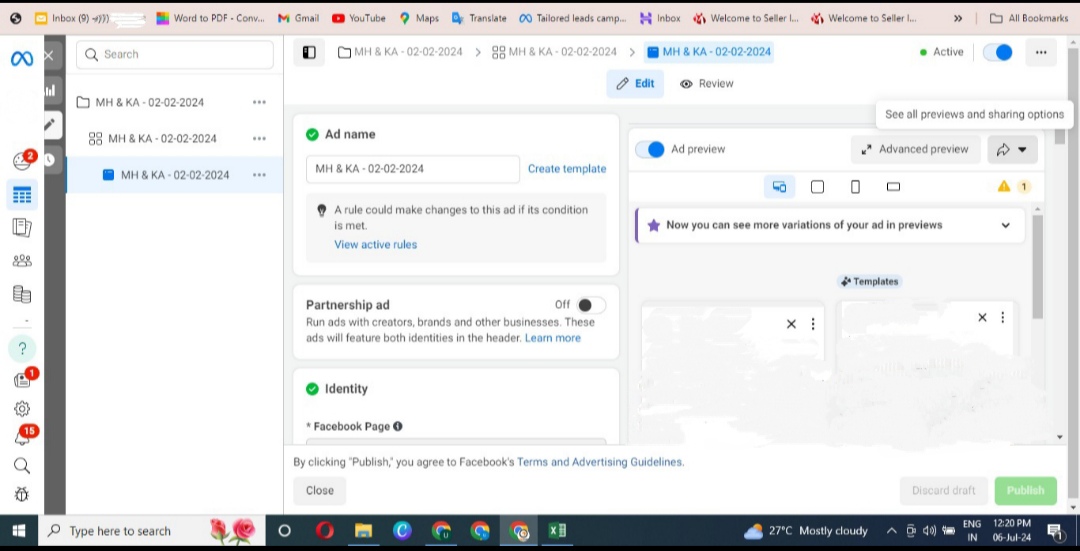 Inbox (9)
Word to PDF - Conv...
Gmail
YouTube
Maps
Translate
Tailored leads camp...
Inbox
Welcome to Seller I...
Welcome to Seller I...
»
All Bookmarks
Search
MH & KA - 02-02-2024 >
MH & KA - 02-02-2024 >
MH & KA - 02-02-2024
Active
Edit
Review
See all previews and sharing options
MH & KA - 02-02-2024
MH & KA - 02-02-2024
MH & KA - 02-02-2024
2
?
1
15
Ad name
MH & KA - 02-02-2024
Create template
A rule could make changes to this ad if its condition
is met.
View active rules
Partnership ad
Off
Run ads with creators, brands and other businesses. These
ads will feature both identities in the header. Learn more
Identity
* Facebook Page
Ad preview
Advanced preview
1
Now you can see more variations of your ad in previews
Templates
By clicking "Publish," you agree to Facebook's Terms and Advertising Guidelines.
Close
Discard draft
Publish
Type here to search
27°C Mostly cloudy
ENG
IN
12:20 PM
06-Jul-24
1